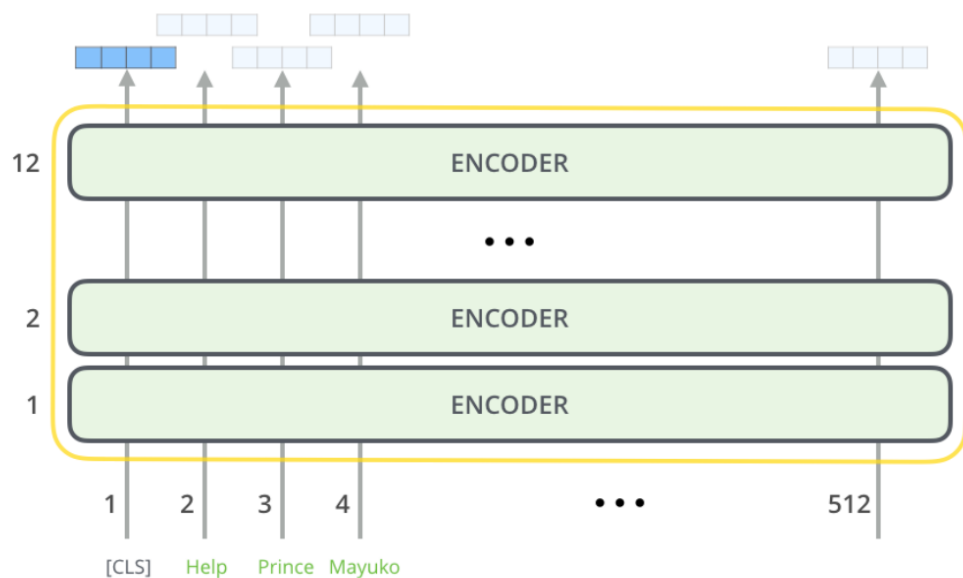 12 ENCODER
...
2 ENCODER
1 ENCODER
1 2 3 4 ... 512
[CLS] Help Prince Mayuko